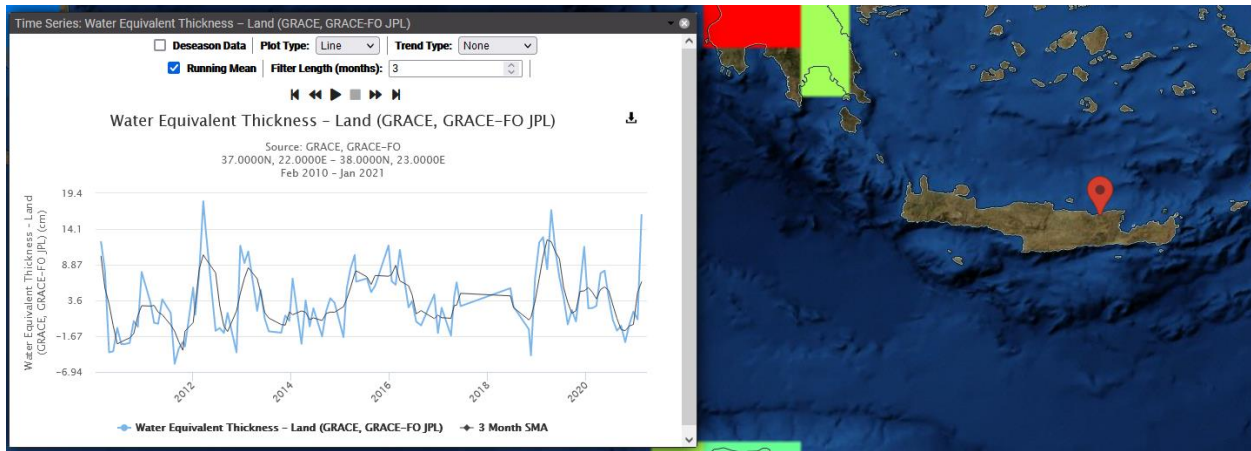 Time Series: Water Equivalent Thickness – Land (GRACE, GRACE-FO JPL)
Deseason Data Plot Type: Line Trend Type: None
Running Mean Filter Length (months): 3
Water Equivalent Thickness – Land (GRACE, GRACE-FO JPL)
Source: GRACE, GRACE-FO
37.0000N, 22.0000E – 38.0000N, 23.0000E
Feb 2010 – Jan 2021
Water Equivalent Thickness – Land
(GRACE, GRACE-FO JPL) (cm)
19.4
14.1
8.87
3.6
-1.67
-6.94
2012
2014
2016
2018
2020
Water Equivalent Thickness – Land (GRACE, GRACE-FO JPL) 3 Month SMA